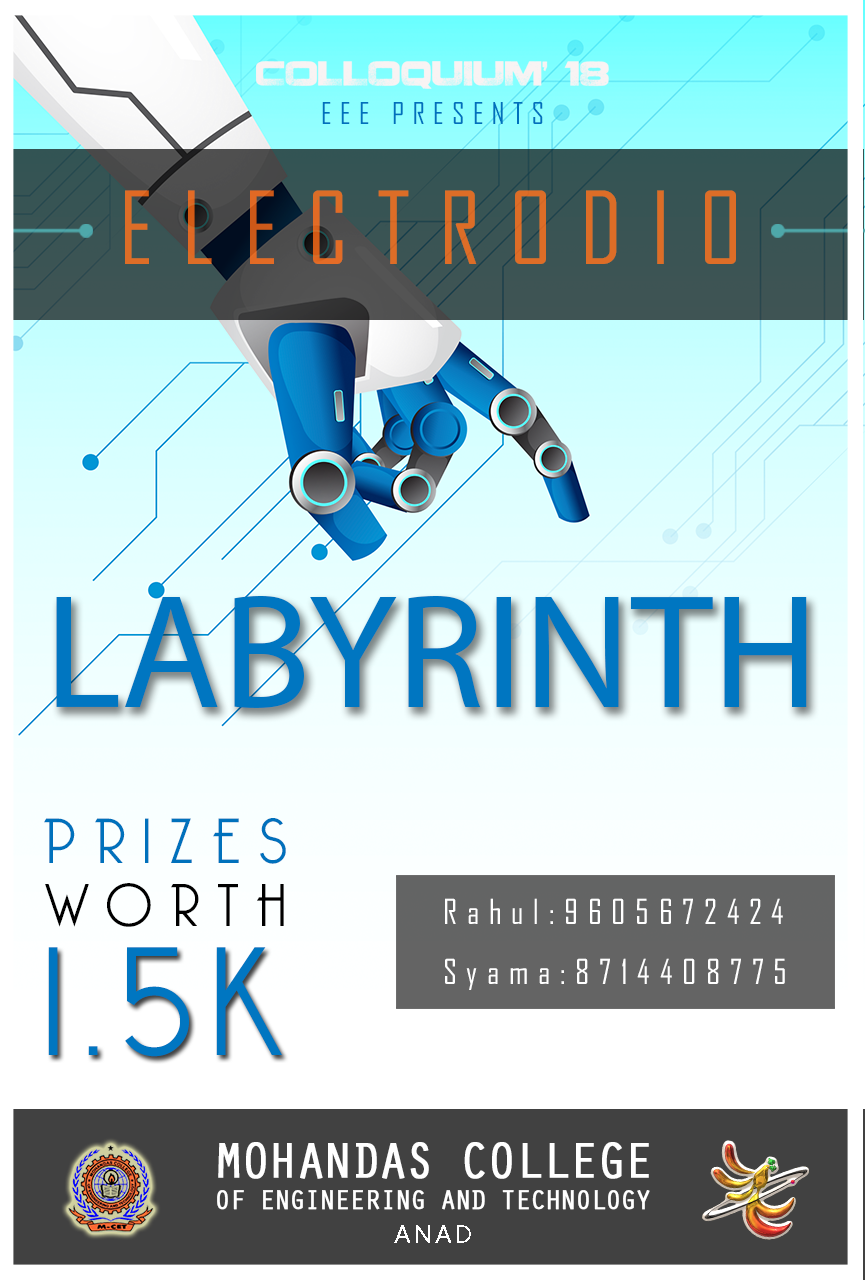 COLLOQUIUM' 18
EEE PRESENTS
ELECTRODIO
LABYRINTH
PRIZES
WORTH
1.5K
Rahul:9605672424
Syama:8714408775
MOHANDAS COLLEGE
OF ENGINEERING AND TECHNOLOGY
ANAD
M-CET